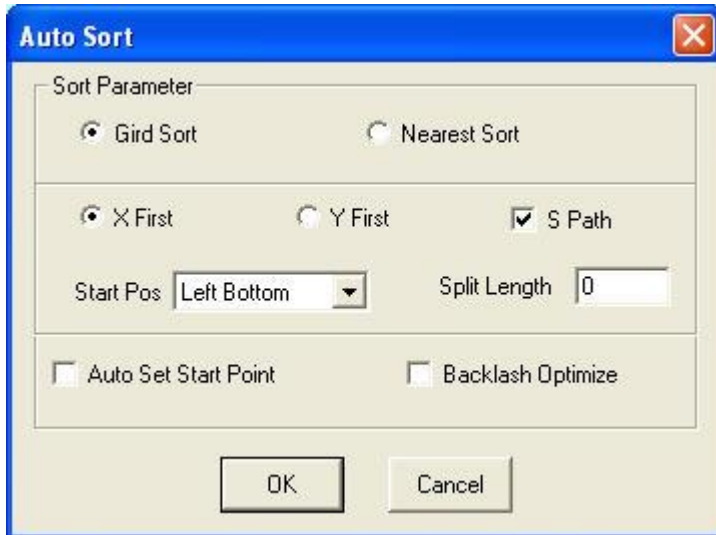 Auto Sort
Sort Parameter
Gird Sort Nearest Sort
X First Y First S Path
Start Pos Left Bottom Split Length 0
Auto Set Start Point Backlash Optimize
OK Cancel